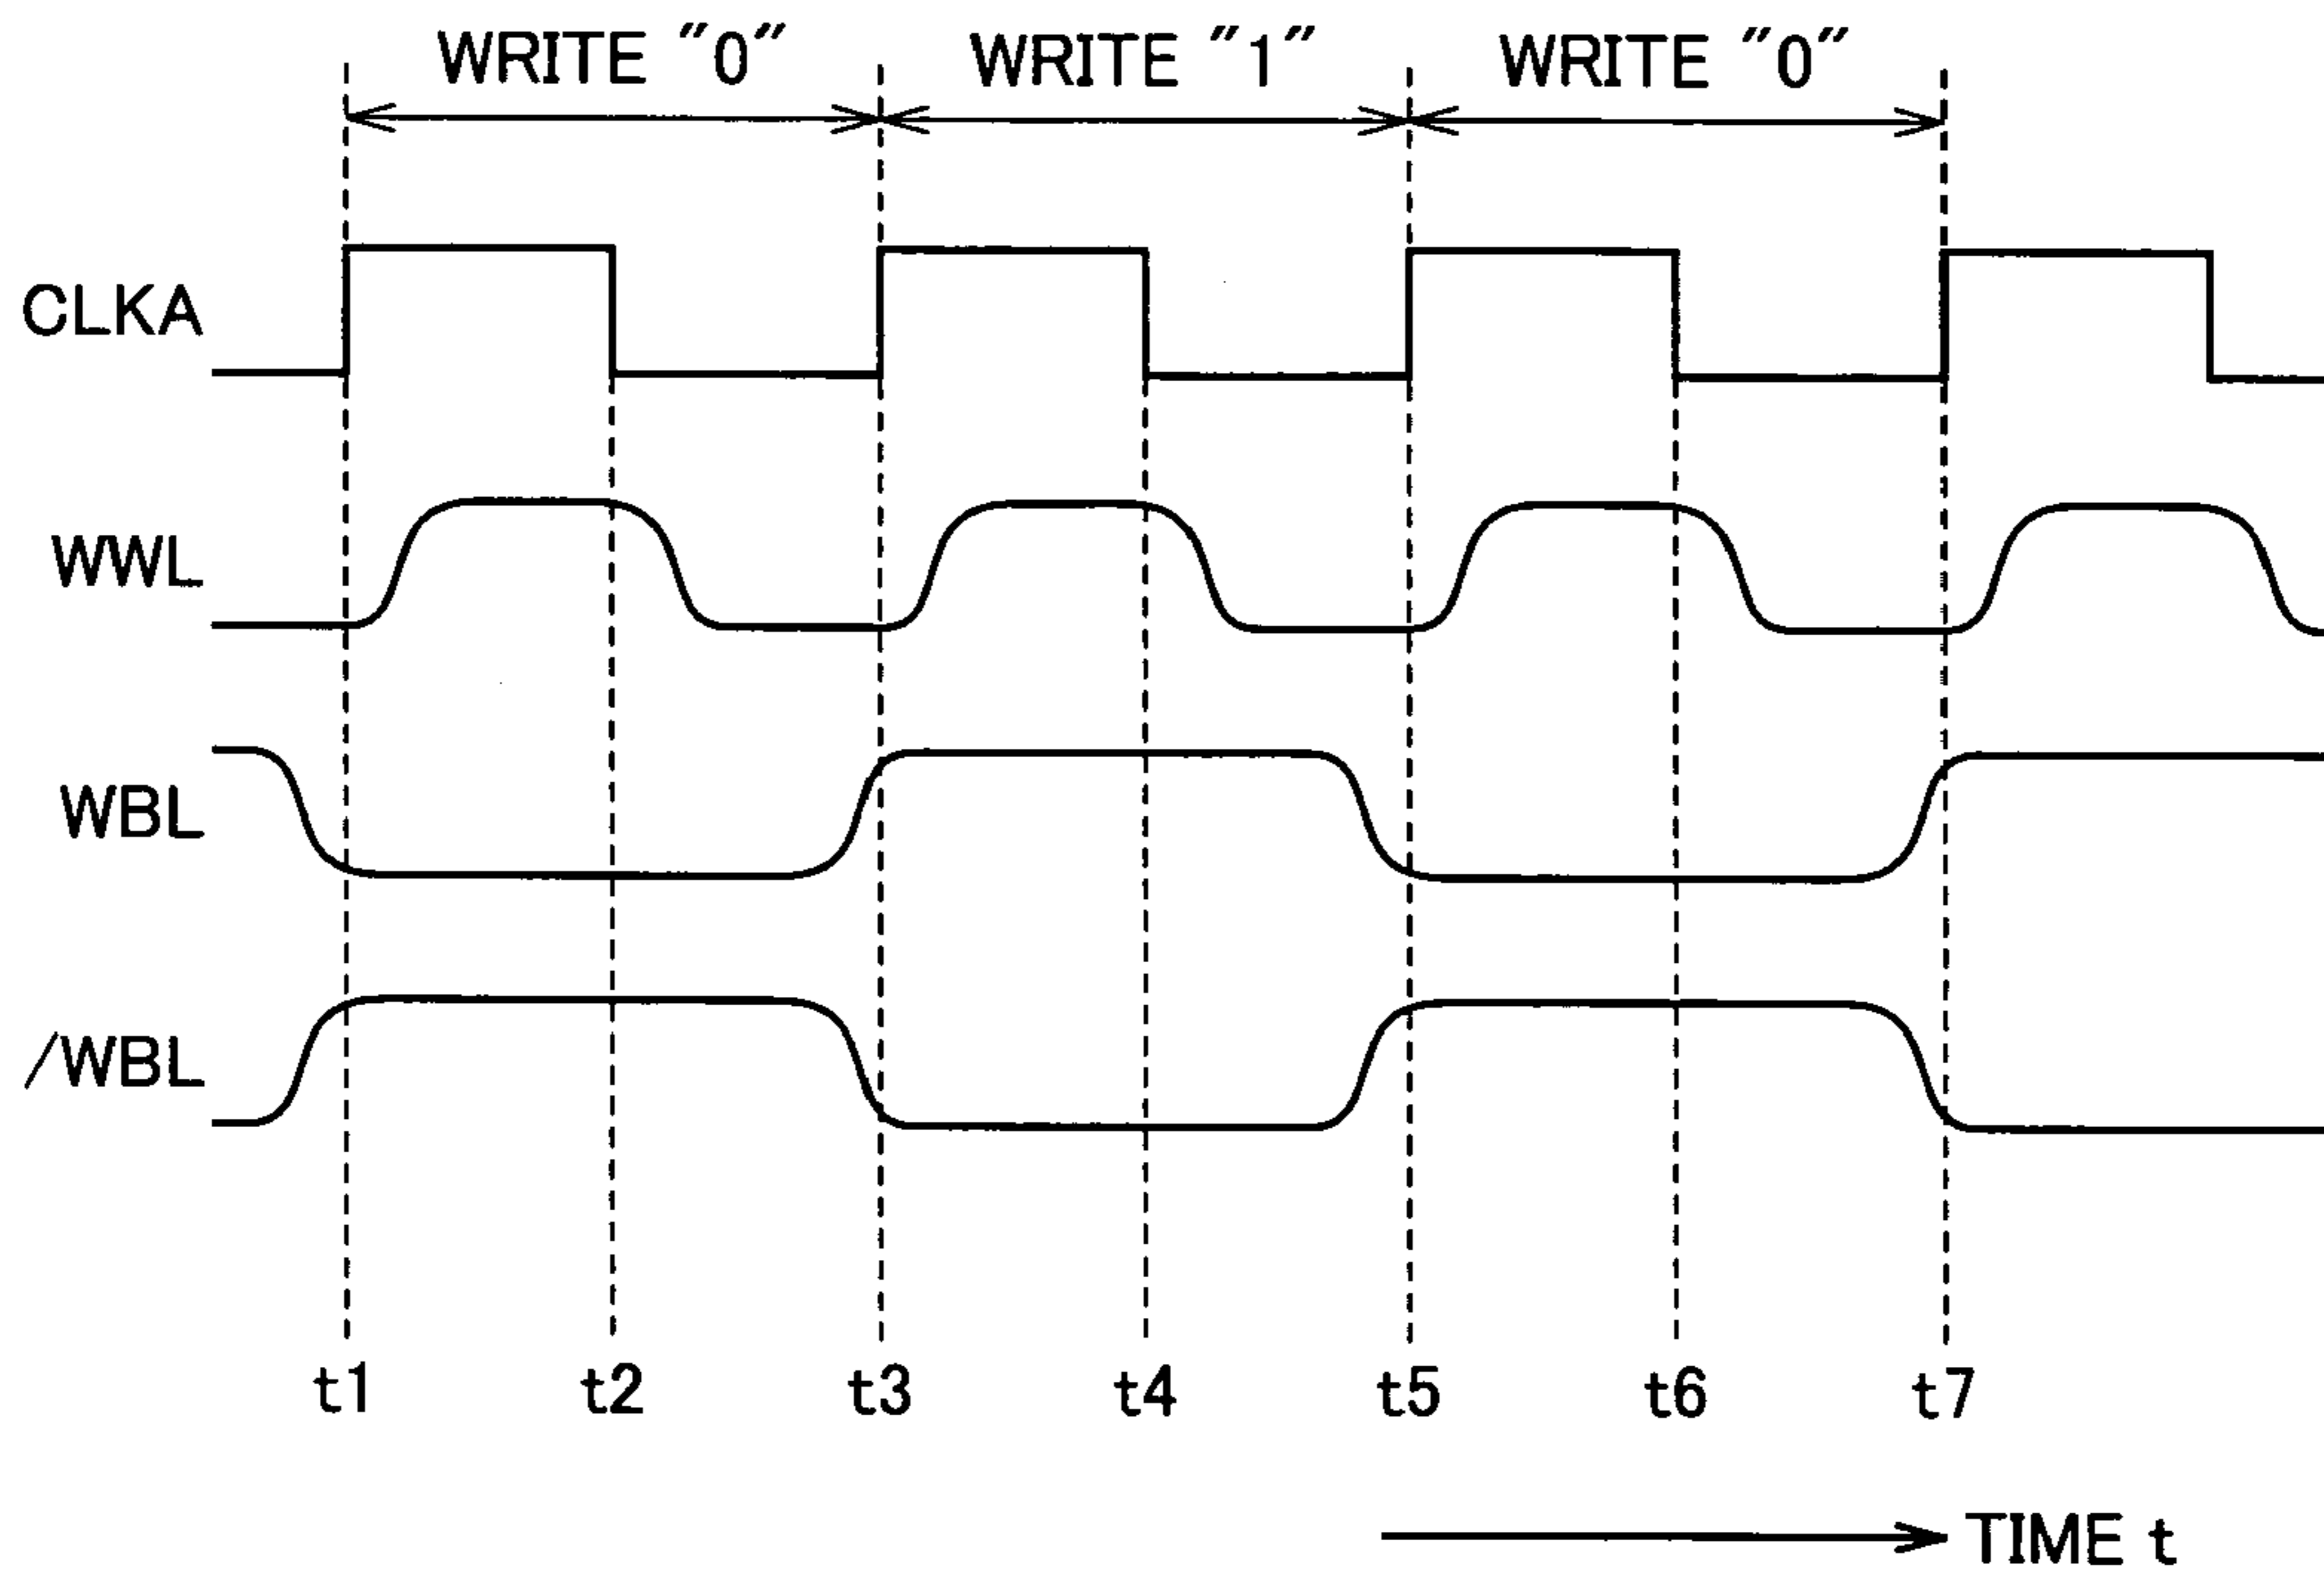 WRITE "0" WRITE "1" WRITE "0"
CLKA
WWL
WBL
/WBL
t1 t2 t3 t4 t5 t6 t7
TIME t